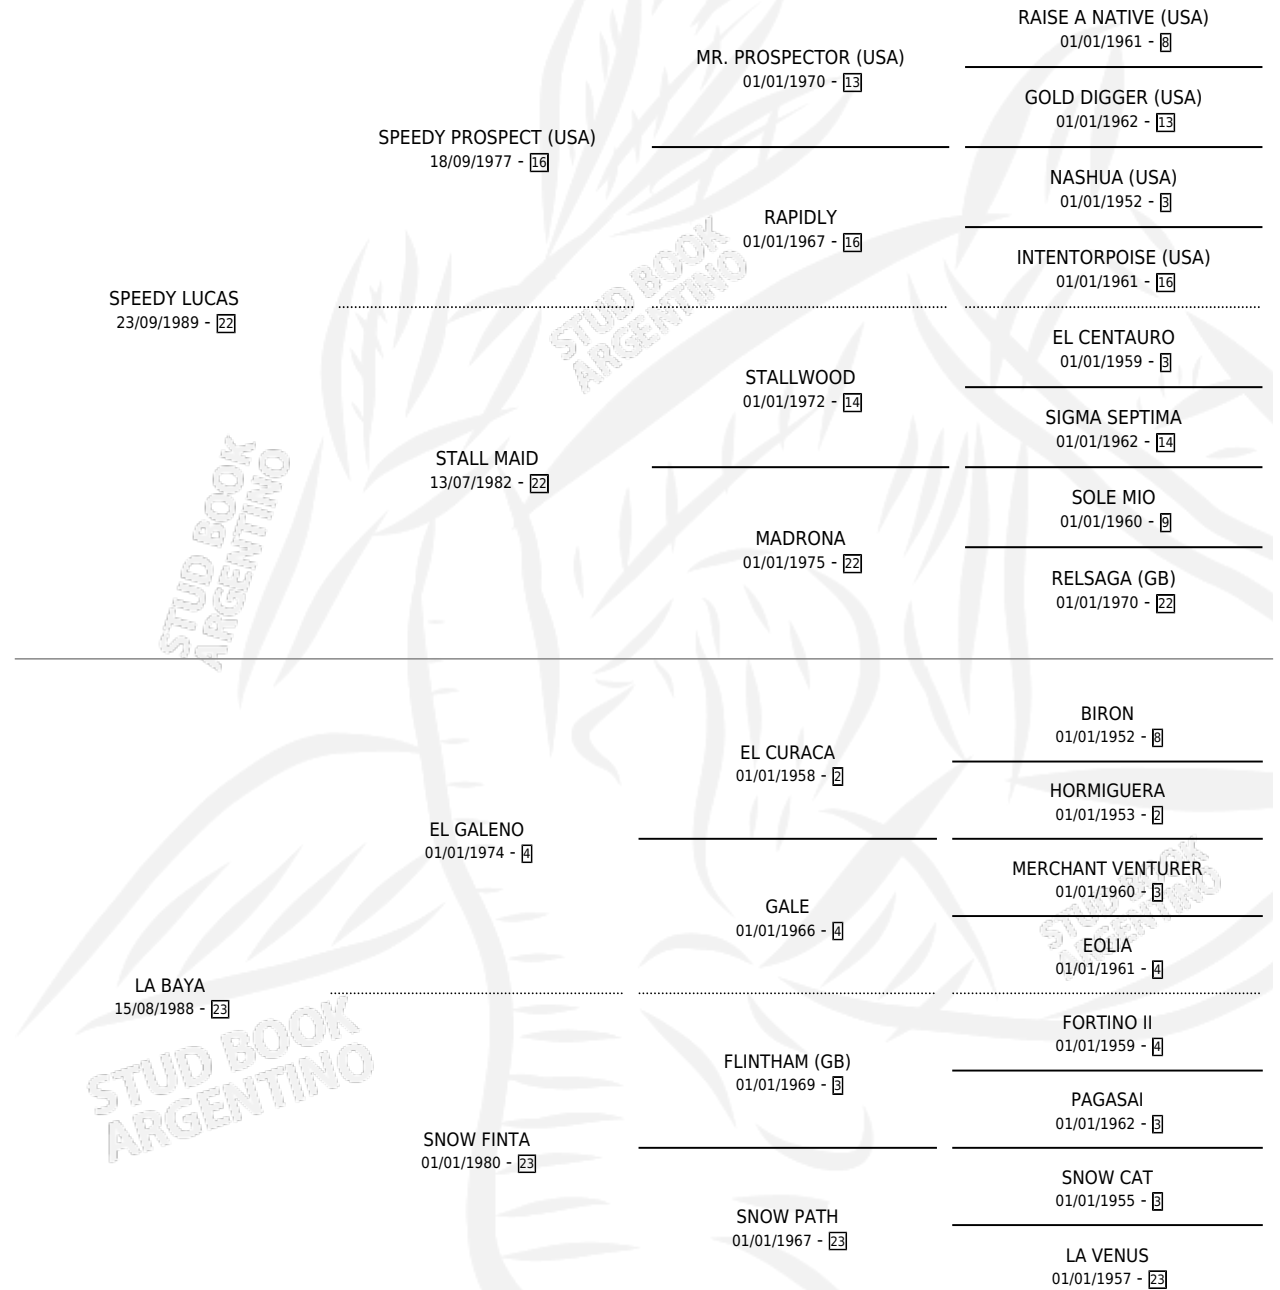 RAISE A NATIVE (USA)
01/01/1961 - 8
MR. PROSPECTOR (USA)
01/01/1970 - 13
GOLD DIGGER (USA)
01/01/1962 - 13
SPEEDY PROSPECT (USA)
18/09/1977 - 16
NASHUA (USA)
01/01/1952 - 3
RAPIDLY
01/01/1967 - 16
INTENTORPOISE (USA)
01/01/1961 - 16
SPEEDY LUCAS
23/09/1989 - 22
EL CENTAURO
01/01/1959 - 3
STALLWOOD
01/01/1972 - 14
SIGMA SEPTIMA
01/01/1962 - 14
STALL MAID
13/07/1982 - 22
SOLE MIO
01/01/1960 - 9
MADRONA
01/01/1975 - 22
RELSAGA (GB)
01/01/1970 - 22
BIRON
01/01/1952 - 8
EL CURACA
01/01/1958 - 2
HORMIGUERA
01/01/1953 - 2
EL GALENO
01/01/1974 - 4
MERCHANT VENTURER
01/01/1960 - 3
GALE
01/01/1966 - 4
EOLIA
01/01/1961 - 4
LA BAYA
15/08/1988 - 23
FORTINO II
01/01/1959 - 4
FLINTHAM (GB)
01/01/1969 - 3
PAGASAI
01/01/1962 - 3
SNOW FINTA
01/01/1980 - 23
SNOW CAT
01/01/1955 - 3
SNOW PATH
01/01/1967 - 23
LA VENUS
01/01/1957 - 23
STUD BOOK
ARGENTINO
STUD BOOK
ARGENTINO
STUD BOOK
ARGENTINO
STUD BOOK
ARGENTINO